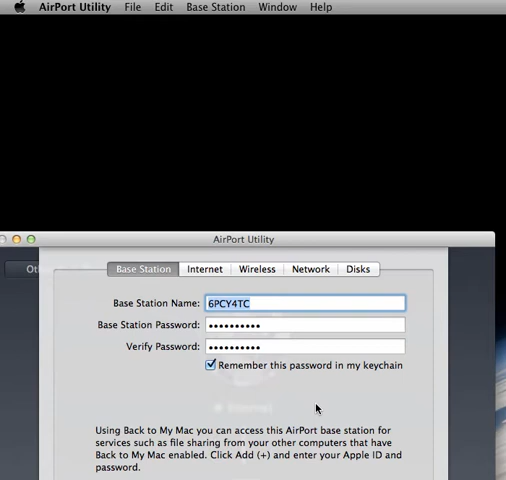 AirPort Utility File Edit Base Station Window Help
AirPort Utility
Base Station Internet Wireless Network Disks
Base Station Name: 6PCY4TC
Base Station Password: ••••••••••
Verify Password: ••••••••••
Remember this password in my keychain
Internet
Using Back to My Mac you can access this AirPort base station for
services such as file sharing from your other computers that have
Back to My Mac enabled. Click Add (+) and enter your Apple ID and
password.